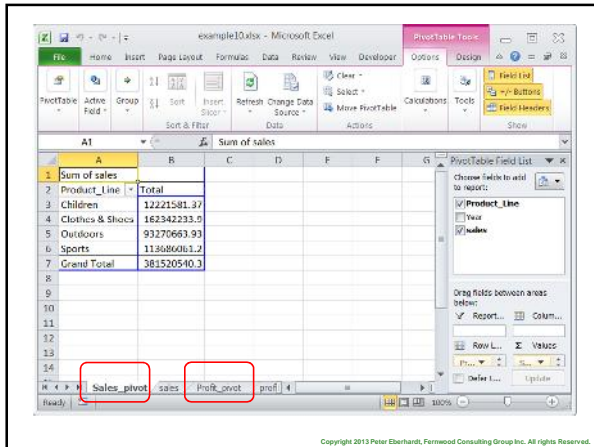 example10.xlsx - Microsoft Excel
PivotTable Tools
File Home Insert Page Layout Formulas Data Review View Developer Options Design
PivotTable
Active Field
Group
Sort
Insert Slicer
Refresh
Change Data Source
Clear
Select
Move PivotTable
Calculations
Tools
Field List
+/- Buttons
Field Headers
Sort & Filter Data Actions Show
A1 fx Sum of sales
A B C D E F G
1 Sum of sales
2 Product_Line Total
3 Children 12221581.37
4 Clothes & Shoes 162342233.9
5 Outdoors 93270663.93
6 Sports 113686061.2
7 Grand Total 381520540.3
8
9
10
11
12
13
14
PivotTable Field List
Choose fields to add to report:
Product_Line
Year
sales
Drag fields between areas below:
Report... Colum...
Row L... Σ Values
Pr... S...
Defer L... Update
Sales_pivot sales Profit_pivot profi
Ready 100%
Copyright 2013 Peter Eberhardt, Fernwood Consulting Group Inc. All rights Reserved.